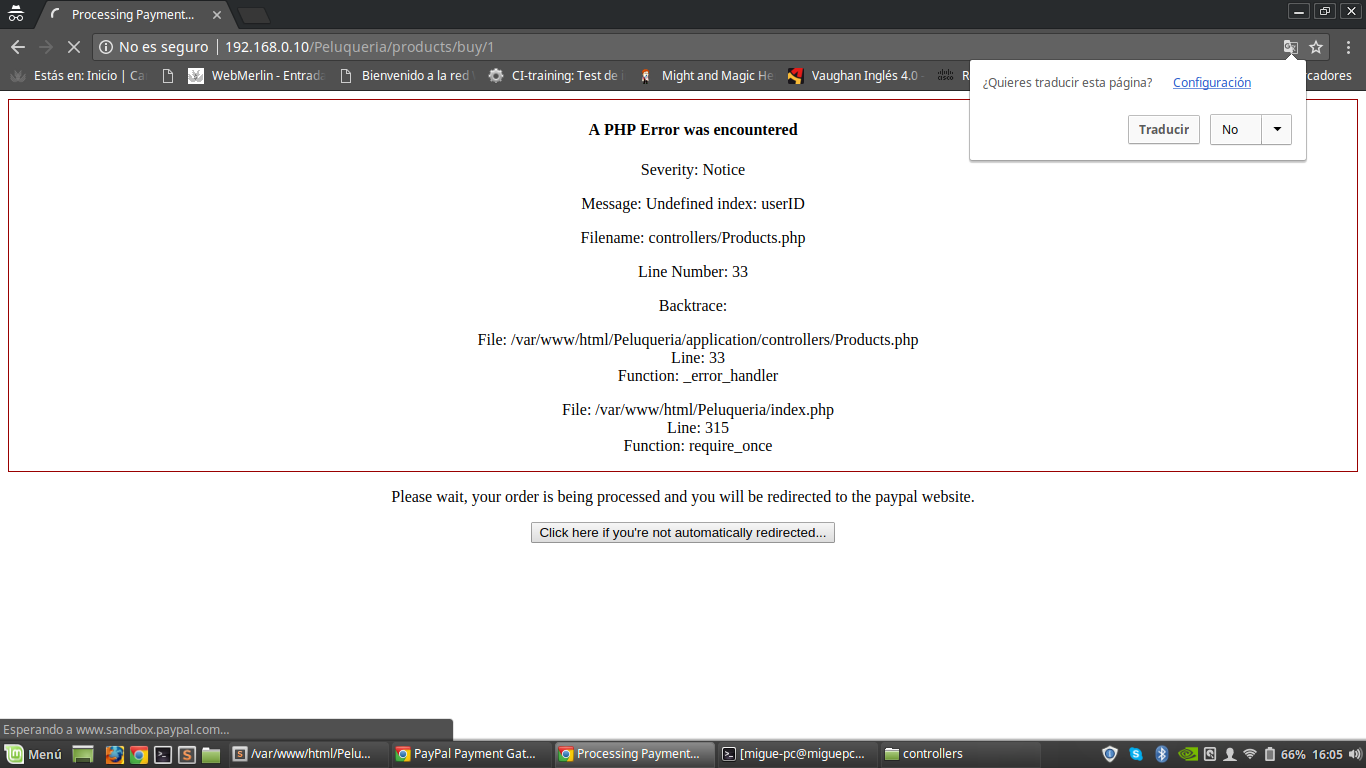 Processing Payment...
No es seguro 192.168.0.10/Peluqueria/products/buy/1
Estás en: Inicio | Ca
WebMerlin - Entrada
Bienvenido a la red
CI-training: Test de
Might and Magic He
Vaughan Inglés 4.0 -
R
rcadores
¿Quieres traducir esta página? Configuración
Traducir No
A PHP Error was encountered
Severity: Notice
Message: Undefined index: userID
Filename: controllers/Products.php
Line Number: 33
Backtrace:
File: /var/www/html/Peluqueria/application/controllers/Products.php
Line: 33
Function: _error_handler
File: /var/www/html/Peluqueria/index.php
Line: 315
Function: require_once
Please wait, your order is being processed and you will be redirected to the paypal website.
Click here if you're not automatically redirected...
Esperando a www.sandbox.paypal.com...
Menú
/var/www/html/Pelu...
PayPal Payment Gat...
Processing Payment...
[migue-pc@miguepc...
controllers
66% 16:05